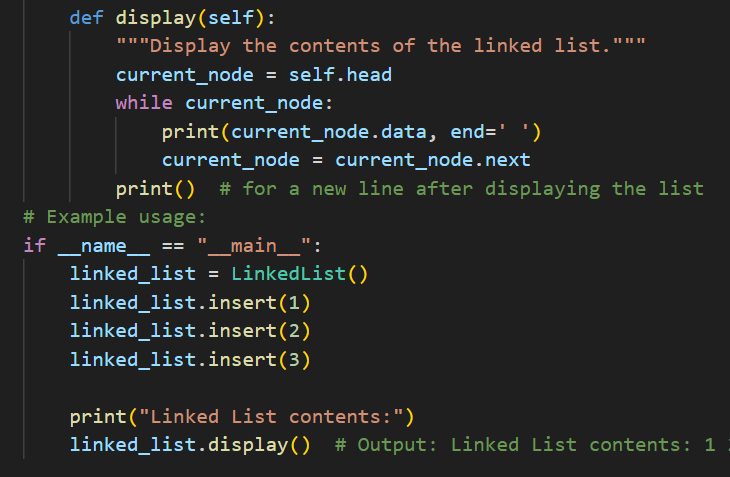 def display(self):
"""Display the contents of the linked list."""
current_node = self.head
while current_node:
print(current_node.data, end=' ')
current_node = current_node.next
print()  # for a new line after displaying the list
# Example usage:
if __name__ == "__main__":
linked_list = LinkedList()
linked_list.insert(1)
linked_list.insert(2)
linked_list.insert(3)
print("Linked List contents:")
linked_list.display()  # Output: Linked List contents: 1